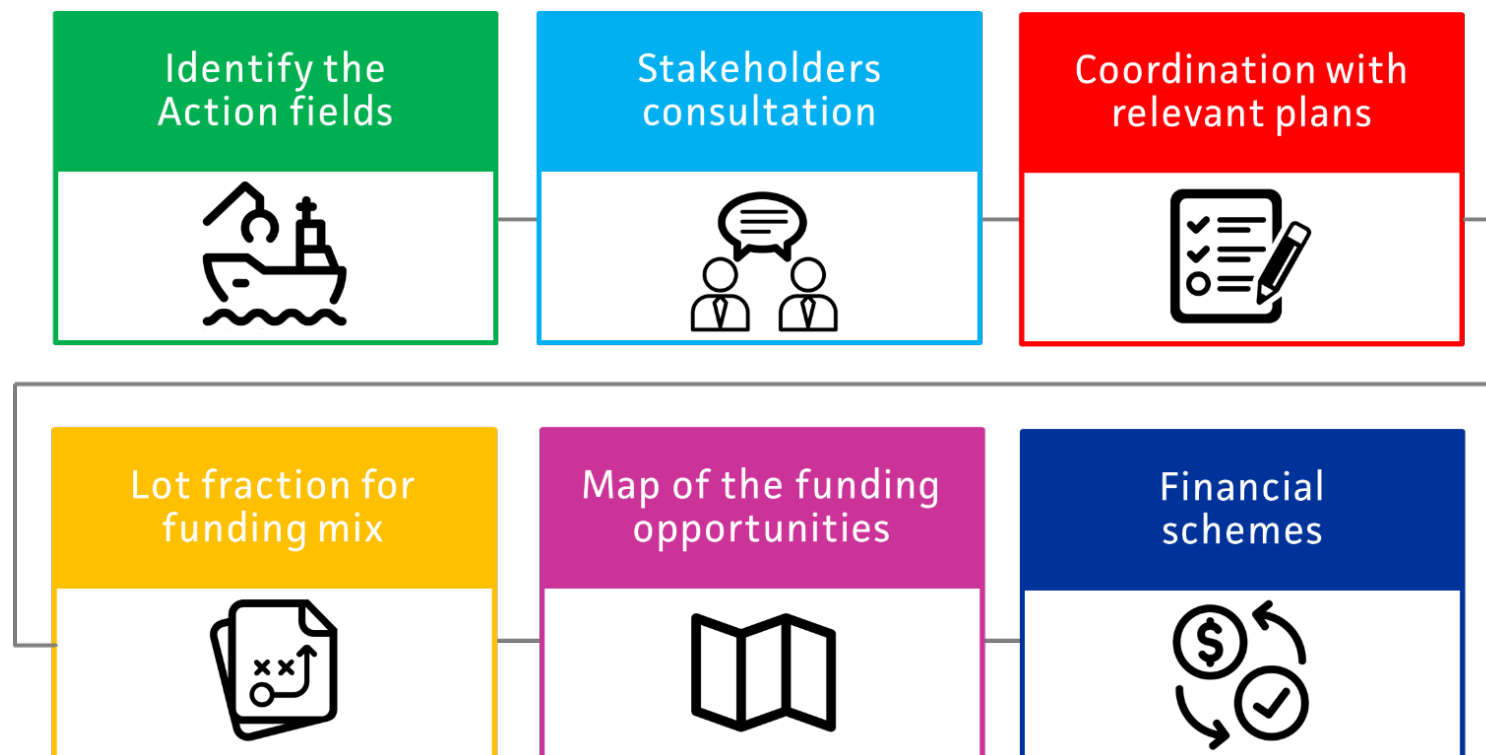 Identify the
Action fields
Stakeholders
consultation
Coordination with
relevant plans
Lot fraction for
funding mix
Map of the funding
opportunities
Financial
schemes
$